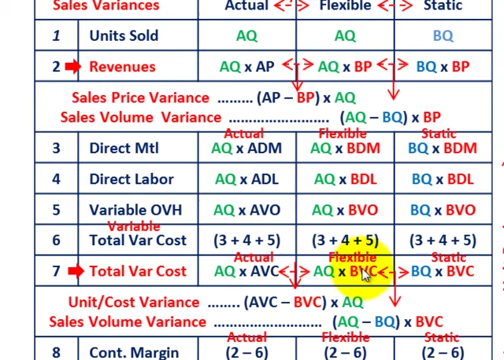 Sales Variances Actual Flexible Static
1 Units Sold AQ AQ BQ
2 Revenues AQ x AP AQ x BP BQ x BP
Sales Price Variance ......... (AP – BP) x AQ
Sales Volume Variance ......................... (AQ – BQ) x BP
Actual Flexible Static
3 Direct Mtl AQ x ADM AQ x BDM BQ x BDM
4 Direct Labor AQ x ADL AQ x BDL BQ x BDL
5 Variable OVH AQ x AVO AQ x BVO BQ x BVO
Variable
6 Total Var Cost (3 + 4 + 5) (3 + 4 + 5) (3 + 4 + 5)
Actual Flexible Static
7 Total Var Cost AQ x AVC AQ x BVC BQ x BVC
Unit/Cost Variance ........ (AVC – BVC) x AQ
Sales Volume Variance ........................... (AQ – BQ) x BVC
Actual Flexible Static
8 Cont. Margin (2 – 6) (2 – 6) (2 – 6)